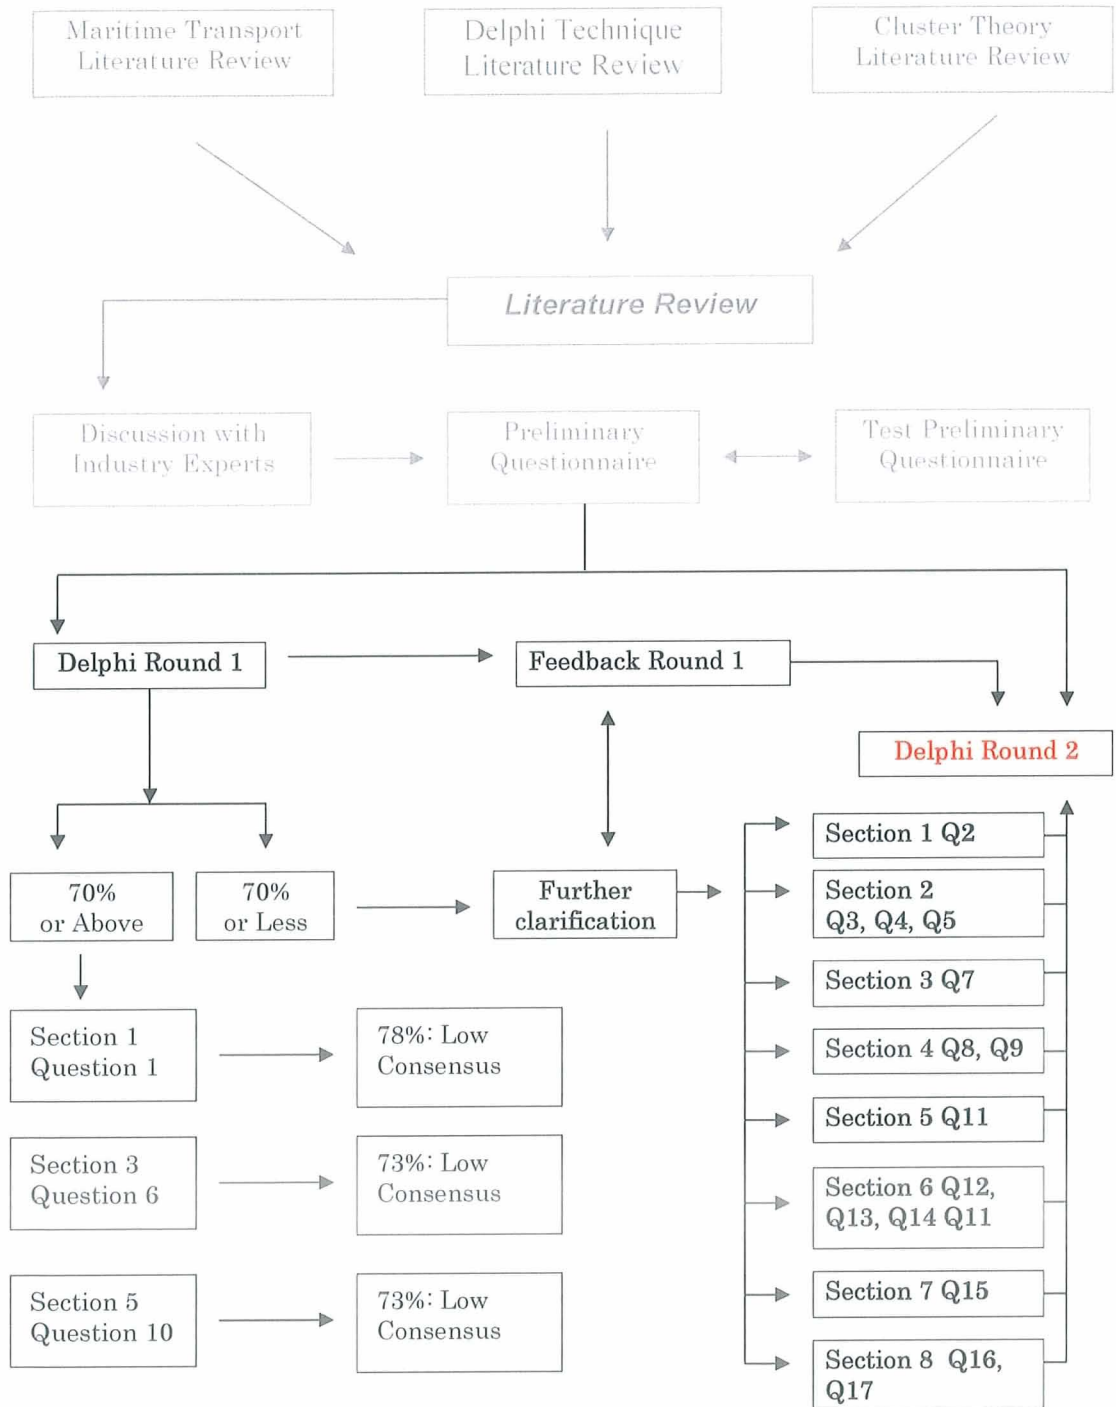 Maritime Transport
Literature Review
Delphi Technique
Literature Review
Cluster Theory
Literature Review
Literature Review
Discussion with
Industry Experts
Preliminary
Questionnaire
Test Preliminary
Questionnaire
Delphi Round 1
Feedback Round 1
Delphi Round 2
70%
or Above
70%
or Less
Further
clarification
Section 1
Question 1
78%: Low
Consensus
Section 3
Question 6
73%: Low
Consensus
Section 5
Question 10
73%: Low
Consensus
Section 1 Q2
Section 2
Q3, Q4, Q5
Section 3 Q7
Section 4 Q8, Q9
Section 5 Q11
Section 6 Q12,
Q13, Q14 Q11
Section 7 Q15
Section 8 Q16,
Q17